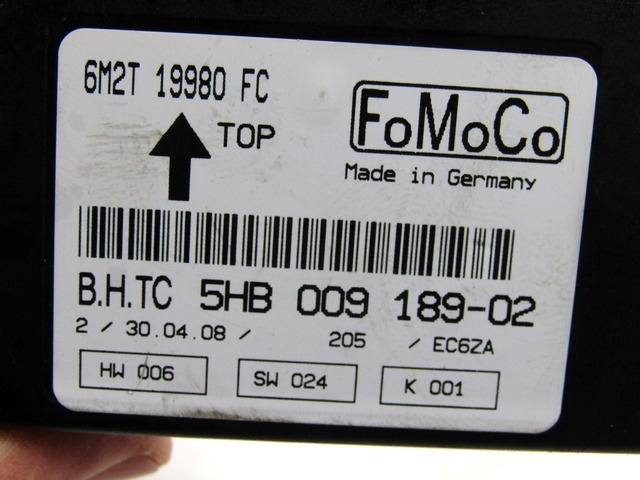 6M2T 19980 FC
FoMoCo
TOP
Made in Germany
B.H.TC 5HB 009 189-02
2 / 30.04.08 / 205 / EC6ZA
HW 006 SW 024 K 001